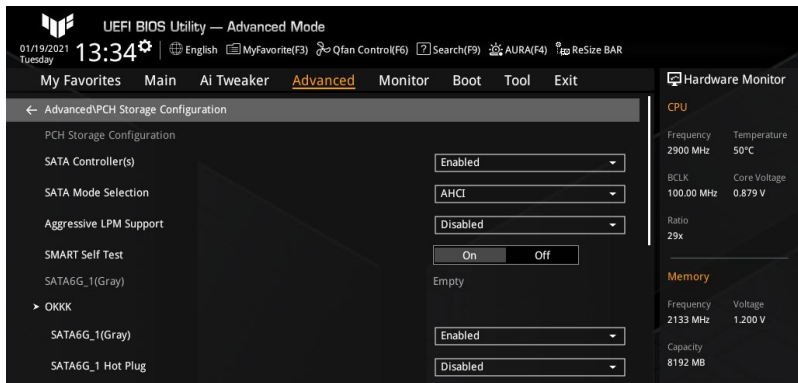 UEFI BIOS Utility — Advanced Mode
01/19/2021 Tuesday 13:34 English MyFavorite(F3) Qfan Control(F6) ? Search(F9) AURA(F4) ReSize BAR
My Favorites Main Ai Tweaker Advanced Monitor Boot Tool Exit
← Advanced\PCH Storage Configuration
PCH Storage Configuration
SATA Controller(s) Enabled
SATA Mode Selection AHCI
Aggressive LPM Support Disabled
SMART Self Test On Off
SATA6G_1(Gray) Empty
> OKKK
SATA6G_1(Gray) Enabled
SATA6G_1 Hot Plug Disabled
Hardware Monitor
CPU
Frequency Temperature
2900 MHz 50°C
BCLK Core Voltage
100.00 MHz 0.879 V
Ratio
29x
Memory
Frequency Voltage
2133 MHz 1.200 V
Capacity
8192 MB